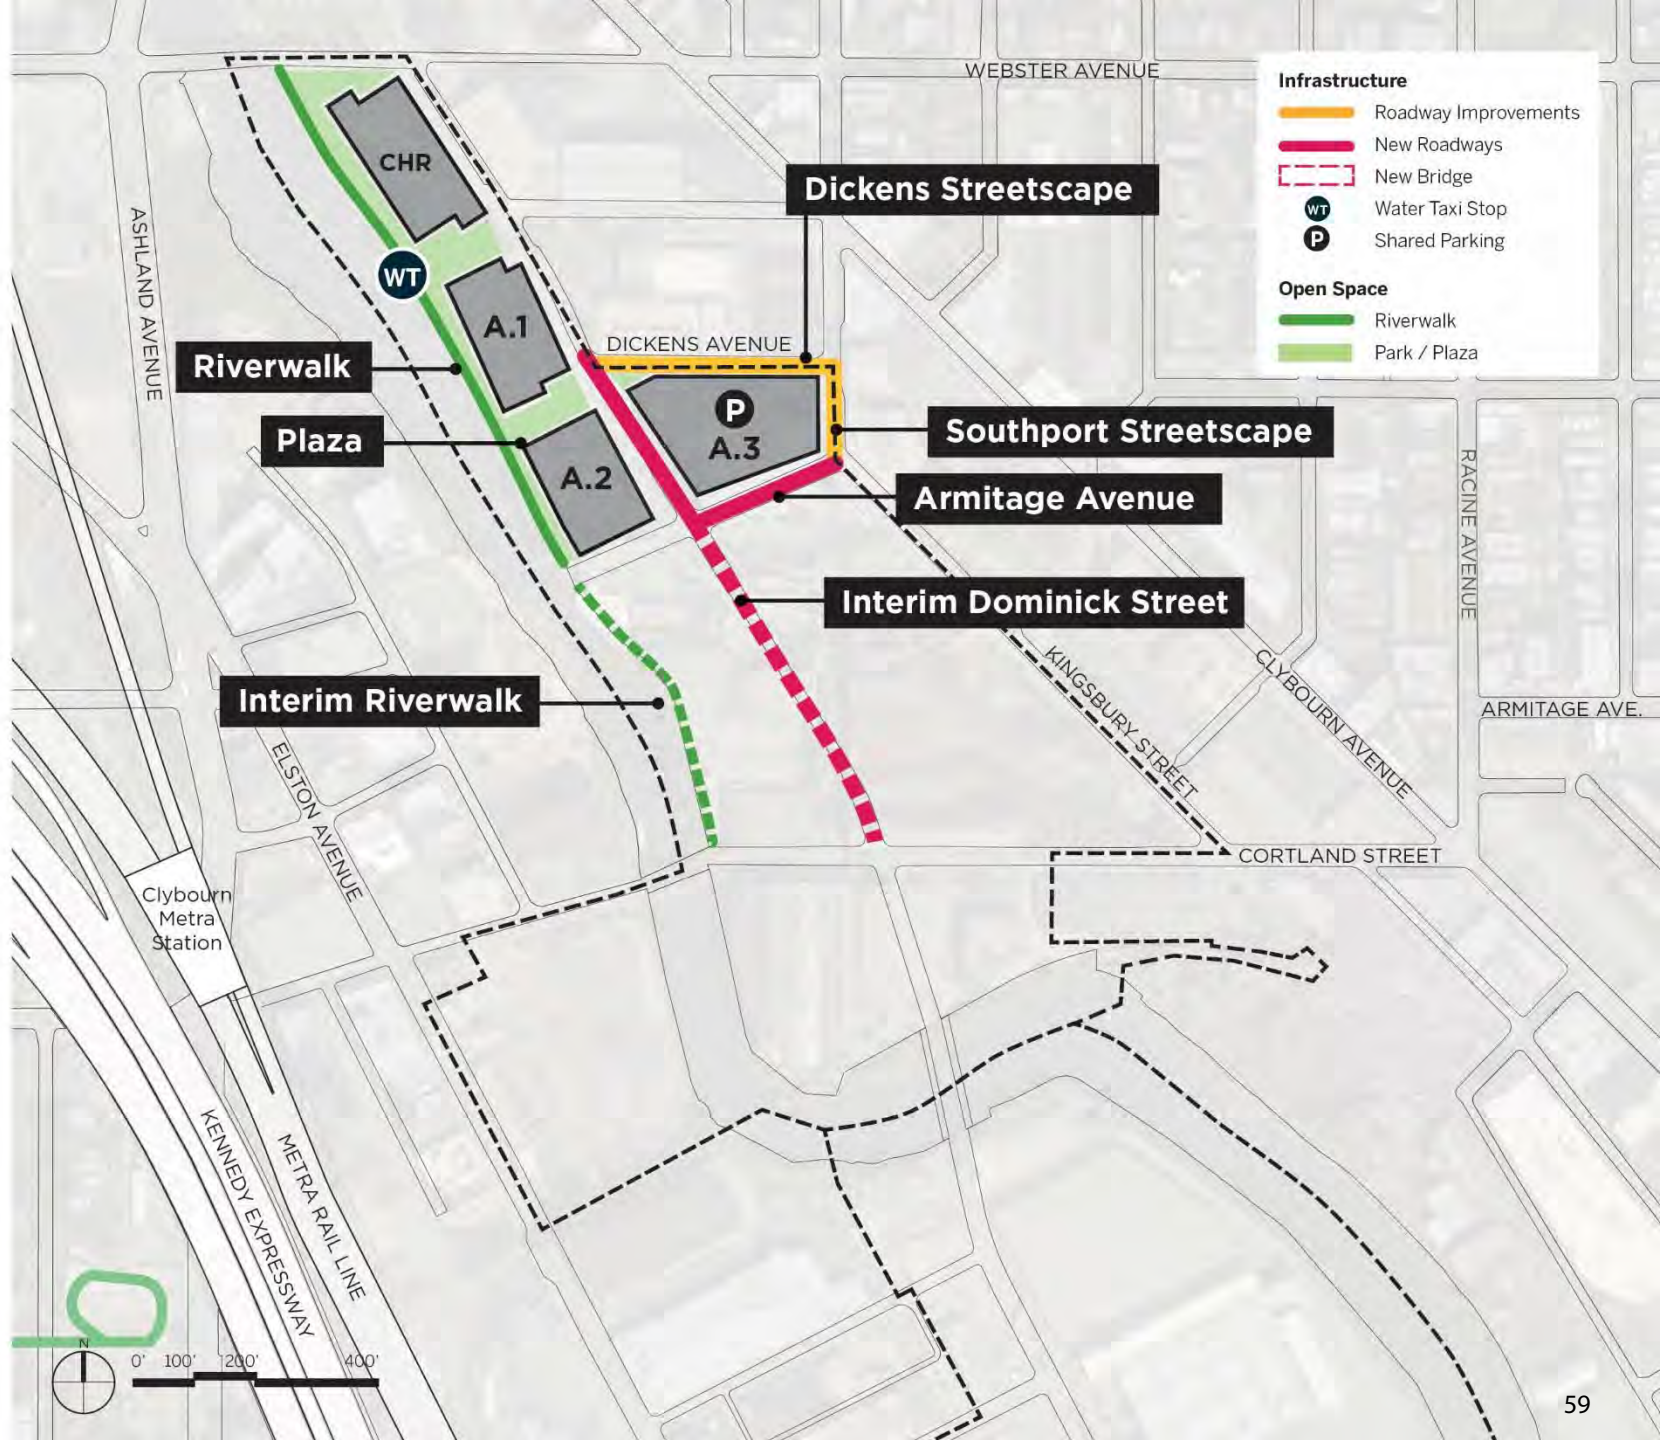 WEBSTER AVENUE
Infrastructure
Roadway Improvements
New Roadways
New Bridge
WT
Water Taxi Stop
P
Shared Parking
Open Space
Riverwalk
Park / Plaza
CHR
Dickens Streetscape
ASHLAND AVENUE
WT
A.1
DICKENS AVENUE
Riverwalk
P
A.3
Southport Streetscape
Plaza
A.2
Armitage Avenue
RACINE AVENUE
Interim Dominick Street
Interim Riverwalk
KINGSBURY STREET
CLYBOURN AVENUE
ARMITAGE AVE.
ELSTON AVENUE
CORTLAND STREET
Clybourn
Metra
Station
KENNEDY EXPRESSWAY
METRA RAIL LINE
N
0' 100' 200' 400'
59